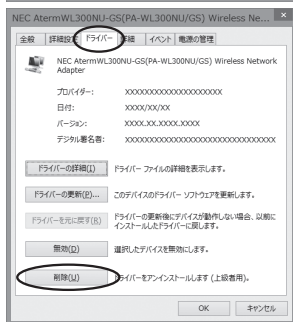 NEC AtermWL300NU-GS(PA-WL300NU/GS) Wireless Ne...
全般 詳細設定 ドライバー 詳細 イベント 電源の管理
NEC AtermWL300NU-GS(PA-WL300NU/GS) Wireless Network
Adapter
プロバイダー: XXXXXXXXXXXXXXXXXXXXX
日付: XXXX/XX/XX
バージョン: XXXX.XX.XXXX.XXXX
デジタル署名者: XXXXXXXXXXXXXXXXXXXXXXXXXXXXXXXX
ドライバーの詳細(I) ドライバー ファイルの詳細を表示します。
ドライバーの更新(P)... このデバイスのドライバー ソフトウェアを更新します。
ドライバーを元に戻す(R) ドライバーの更新後にデバイスが動作しない場合、以前に
インストールしたドライバーに戻します。
無効(D) 選択したデバイスを無効にします。
削除(U) ドライバーをアンインストールします (上級者用)。
OK キャンセル